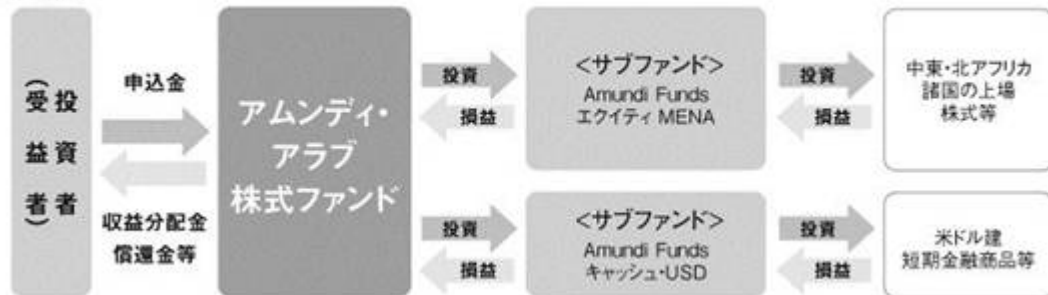 投資者
(受益者)
申込金
収益分配金
償還金等
アムンディ・
アラブ
株式ファンド
投資
損益
<サブファンド>
Amundi Funds
エクイティ MENA
投資
損益
中東・北アフリカ
諸国の上場
株式等
投資
損益
<サブファンド>
Amundi Funds
キャッシュ・USD
投資
損益
米ドル建
短期金融商品等